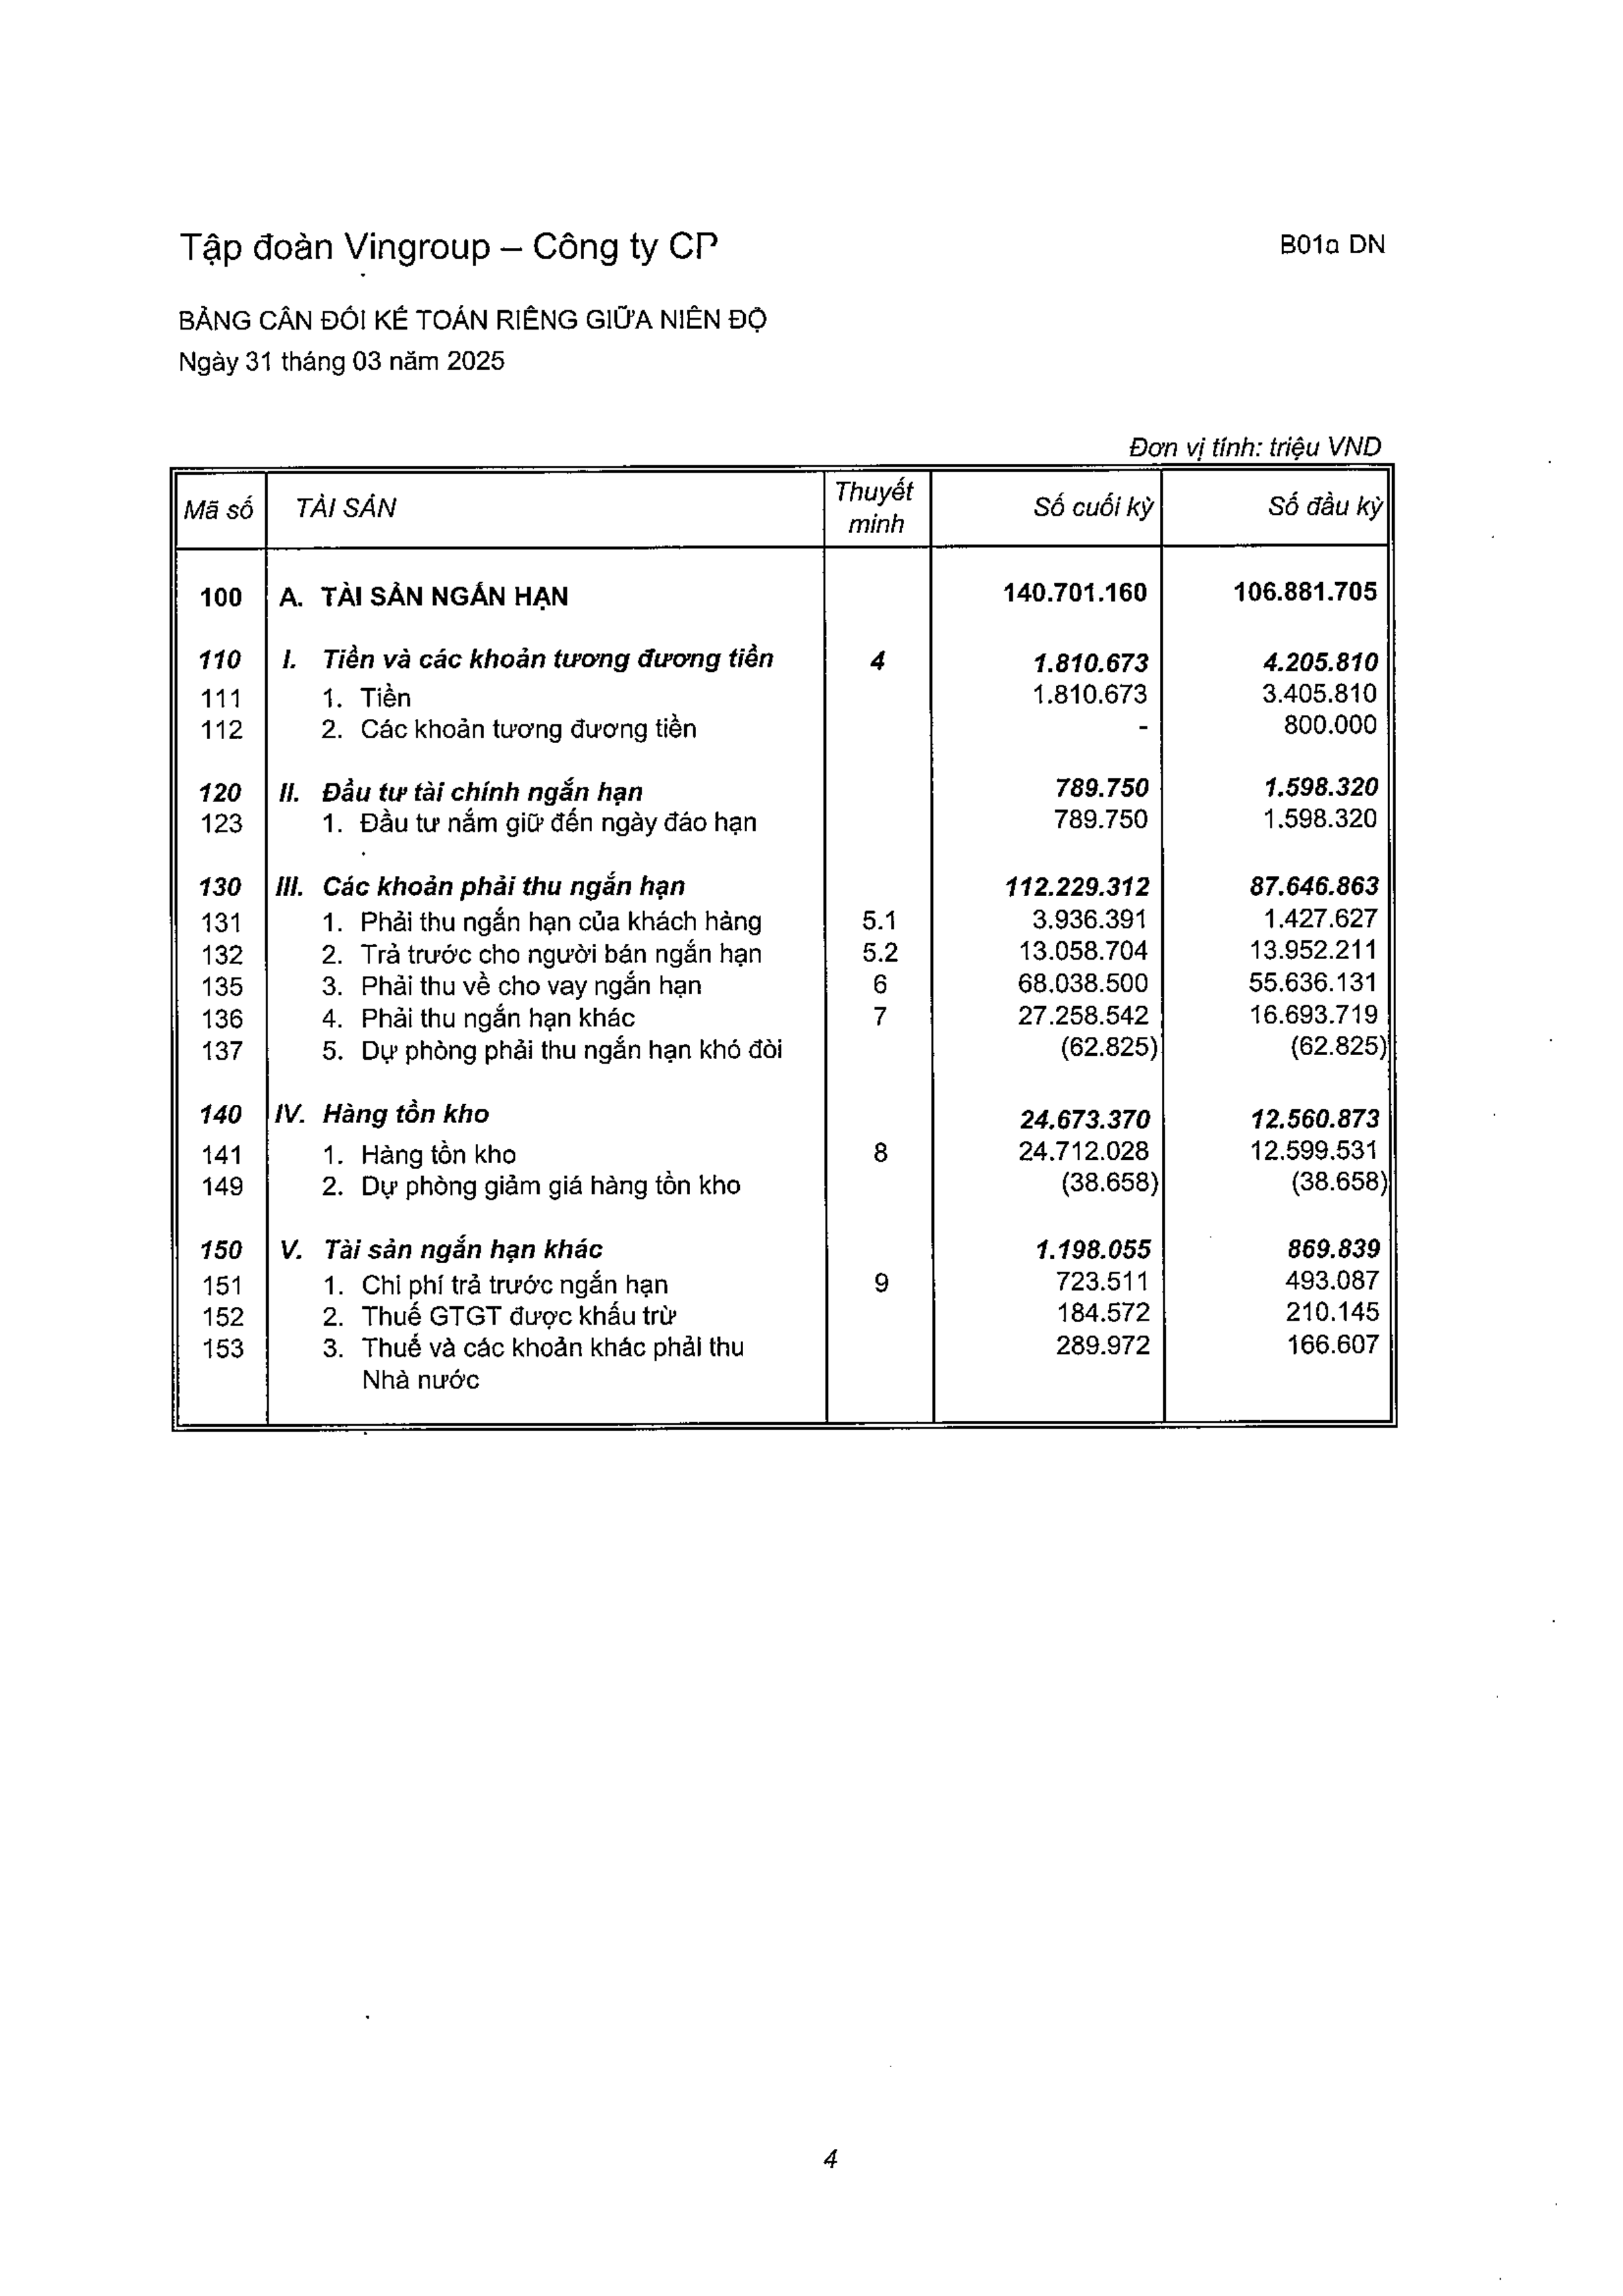 Tập đoàn Vingroup – Công ty CP B01a DN
BẢNG CÂN ĐỐI KẾ TOÁN RIÊNG GIỮA NIÊN ĐỘ
Ngày 31 tháng 03 năm 2025
Đơn vị tính: triệu VND
Mã số TÀI SẢN Thuyết minh Số cuối kỳ Số đầu kỳ
100 A. TÀI SẢN NGẮN HẠN 140.701.160 106.881.705
110 I. Tiền và các khoản tương đương tiền 4 1.810.673 4.205.810
111 1. Tiền 1.810.673 3.405.810
112 2. Các khoản tương đương tiền - 800.000
120 II. Đầu tư tài chính ngắn hạn 789.750 1.598.320
123 1. Đầu tư nắm giữ đến ngày đáo hạn 789.750 1.598.320
130 III. Các khoản phải thu ngắn hạn 112.229.312 87.646.863
131 1. Phải thu ngắn hạn của khách hàng 5.1 3.936.391 1.427.627
132 2. Trả trước cho người bán ngắn hạn 5.2 13.058.704 13.952.211
135 3. Phải thu về cho vay ngắn hạn 6 68.038.500 55.636.131
136 4. Phải thu ngắn hạn khác 7 27.258.542 16.693.719
137 5. Dự phòng phải thu ngắn hạn khó đòi (62.825) (62.825)
140 IV. Hàng tồn kho 24.673.370 12.560.873
141 1. Hàng tồn kho 8 24.712.028 12.599.531
149 2. Dự phòng giảm giá hàng tồn kho (38.658) (38.658)
150 V. Tài sản ngắn hạn khác 1.198.055 869.839
151 1. Chi phí trả trước ngắn hạn 9 723.511 493.087
152 2. Thuế GTGT được khấu trừ 184.572 210.145
153 3. Thuế và các khoản khác phải thu 289.972 166.607
Nhà nước
4